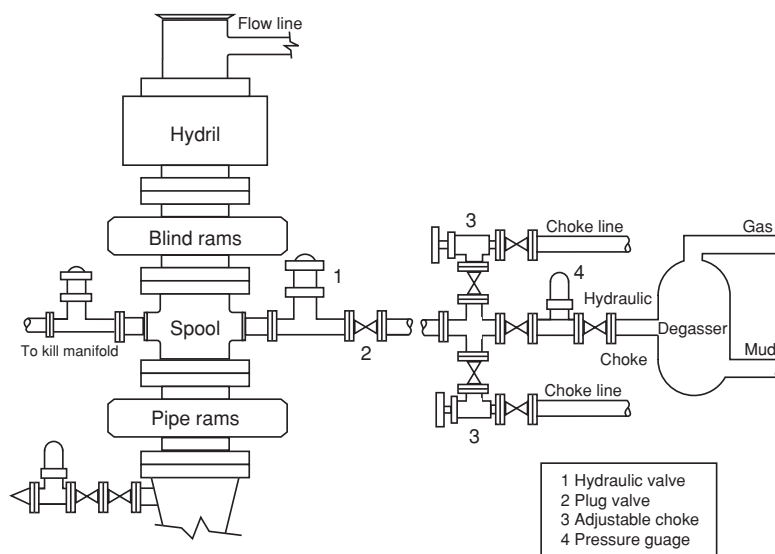 Flow line
Hydril
Blind rams
3
Choke line
Gas
1
4
Hydraulic
To kill manifold
Spool
2
Degasser
Choke
Mud
Pipe rams
Choke line
3
1 Hydraulic valve
2 Plug valve
3 Adjustable choke
4 Pressure guage